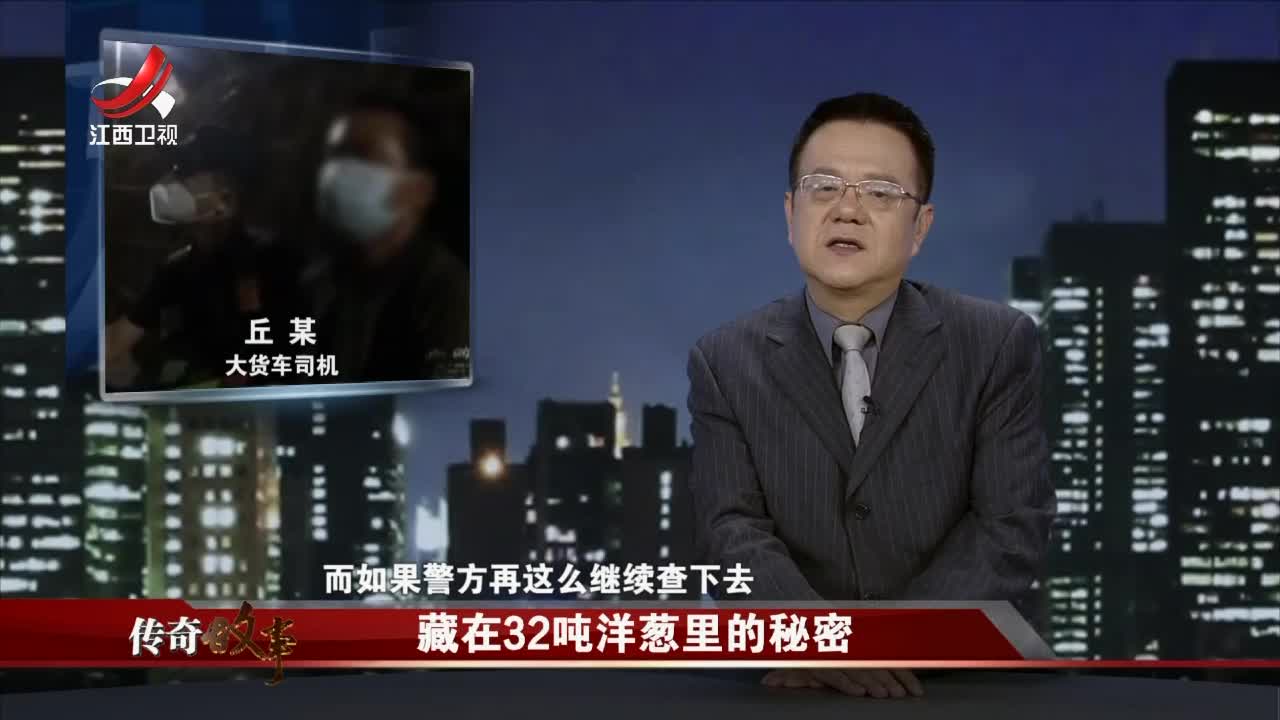 江西卫视
丘某
大货车司机
而如果警方再这么继续查下去
传奇故事
藏在32吨洋葱里的秘密